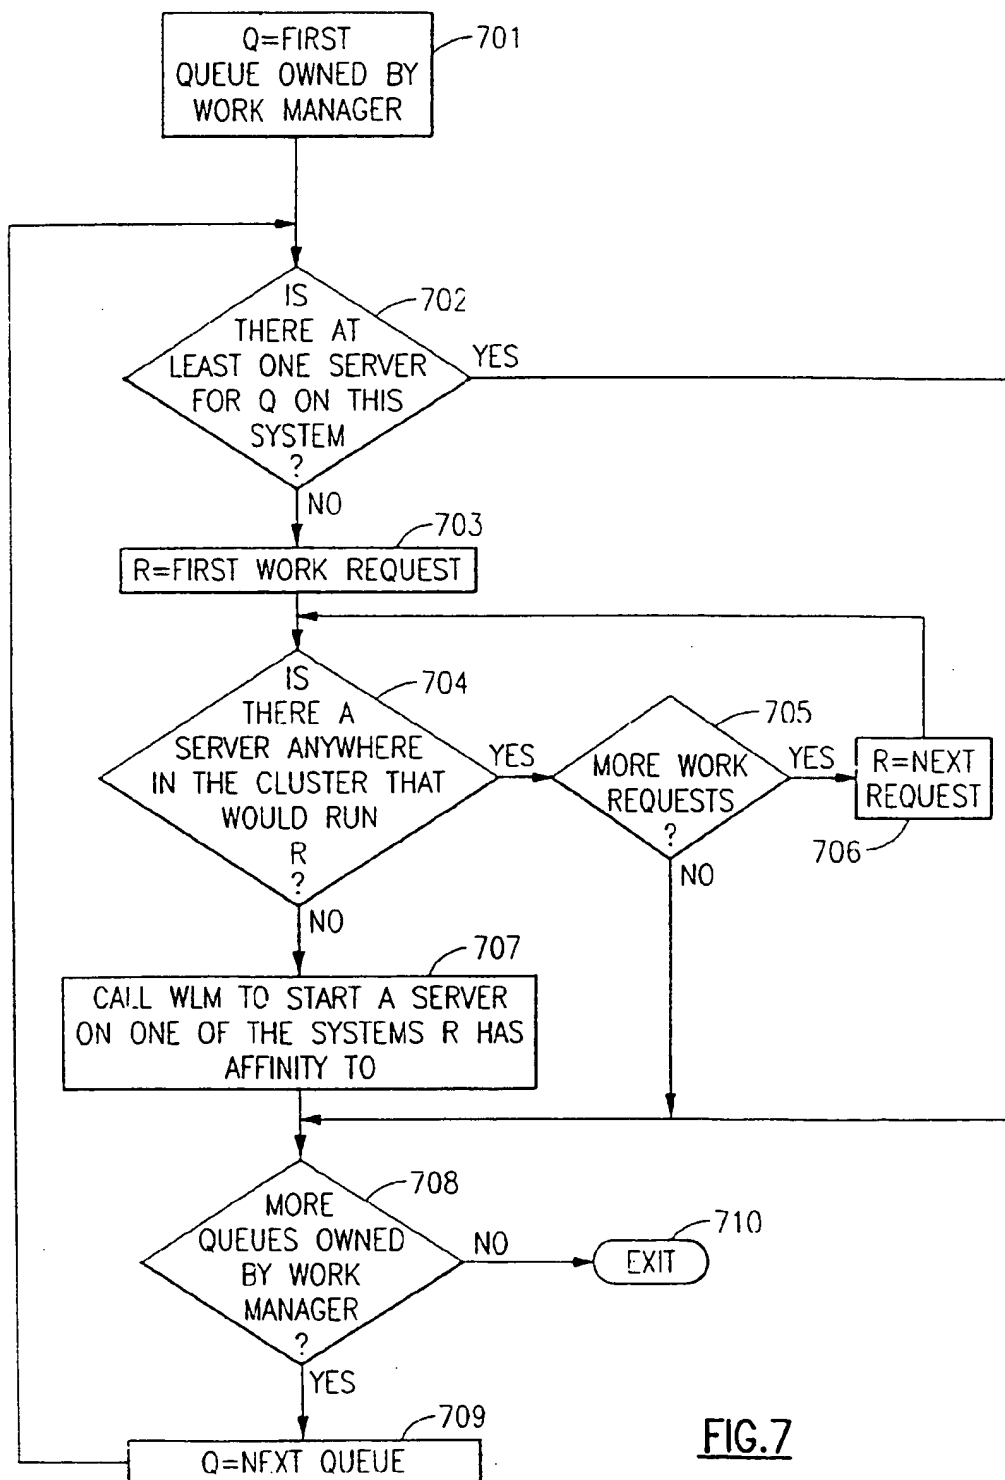 Q=FIRST
QUEUE OWNED BY
WORK MANAGER
701
IS
THERE AT
LEAST ONE SERVER
FOR Q ON THIS
SYSTEM
?
702
YES
NO
703
R=FIRST WORK REQUEST
IS
THERE A
SERVER ANYWHERE
IN THE CLUSTER THAT
WOULD RUN
R
?
704
YES
NO
MORE WORK
REQUESTS
?
705
YES
NO
R=NEXT
REQUEST
706
707
CALL WLM TO START A SERVER
ON ONE OF THE SYSTEMS R HAS
AFFINITY TO
MORE
QUEUES OWNED
BY WORK
MANAGER
?
708
NO
YES
710
EXIT
709
Q=NEXT QUEUE
FIG.7